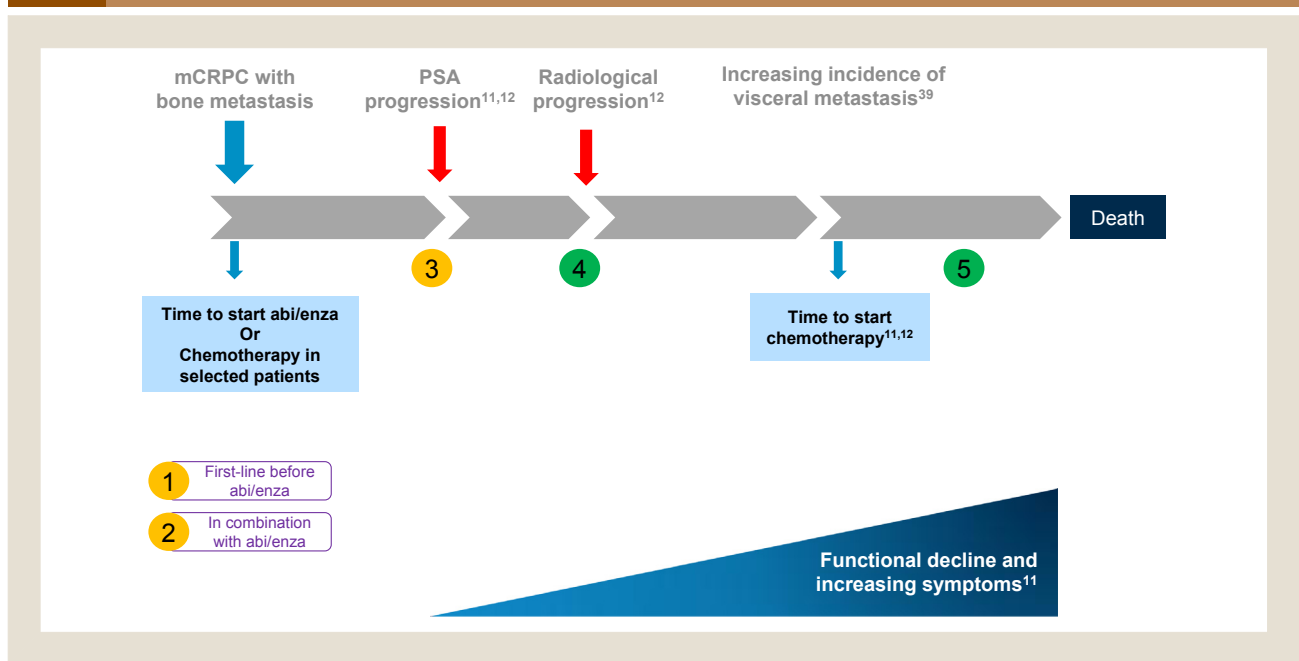 mCRPC with
bone metastasis
PSA
progression11,12
Radiological
progression12
Increasing incidence of
visceral metastasis39
Death
3
4
5
Time to start abi/enza
Or
Chemotherapy in
selected patients
Time to start
chemotherapy11,12
1
First-line before
abi/enza
2
In combination
with abi/enza
Functional decline and
increasing symptoms11